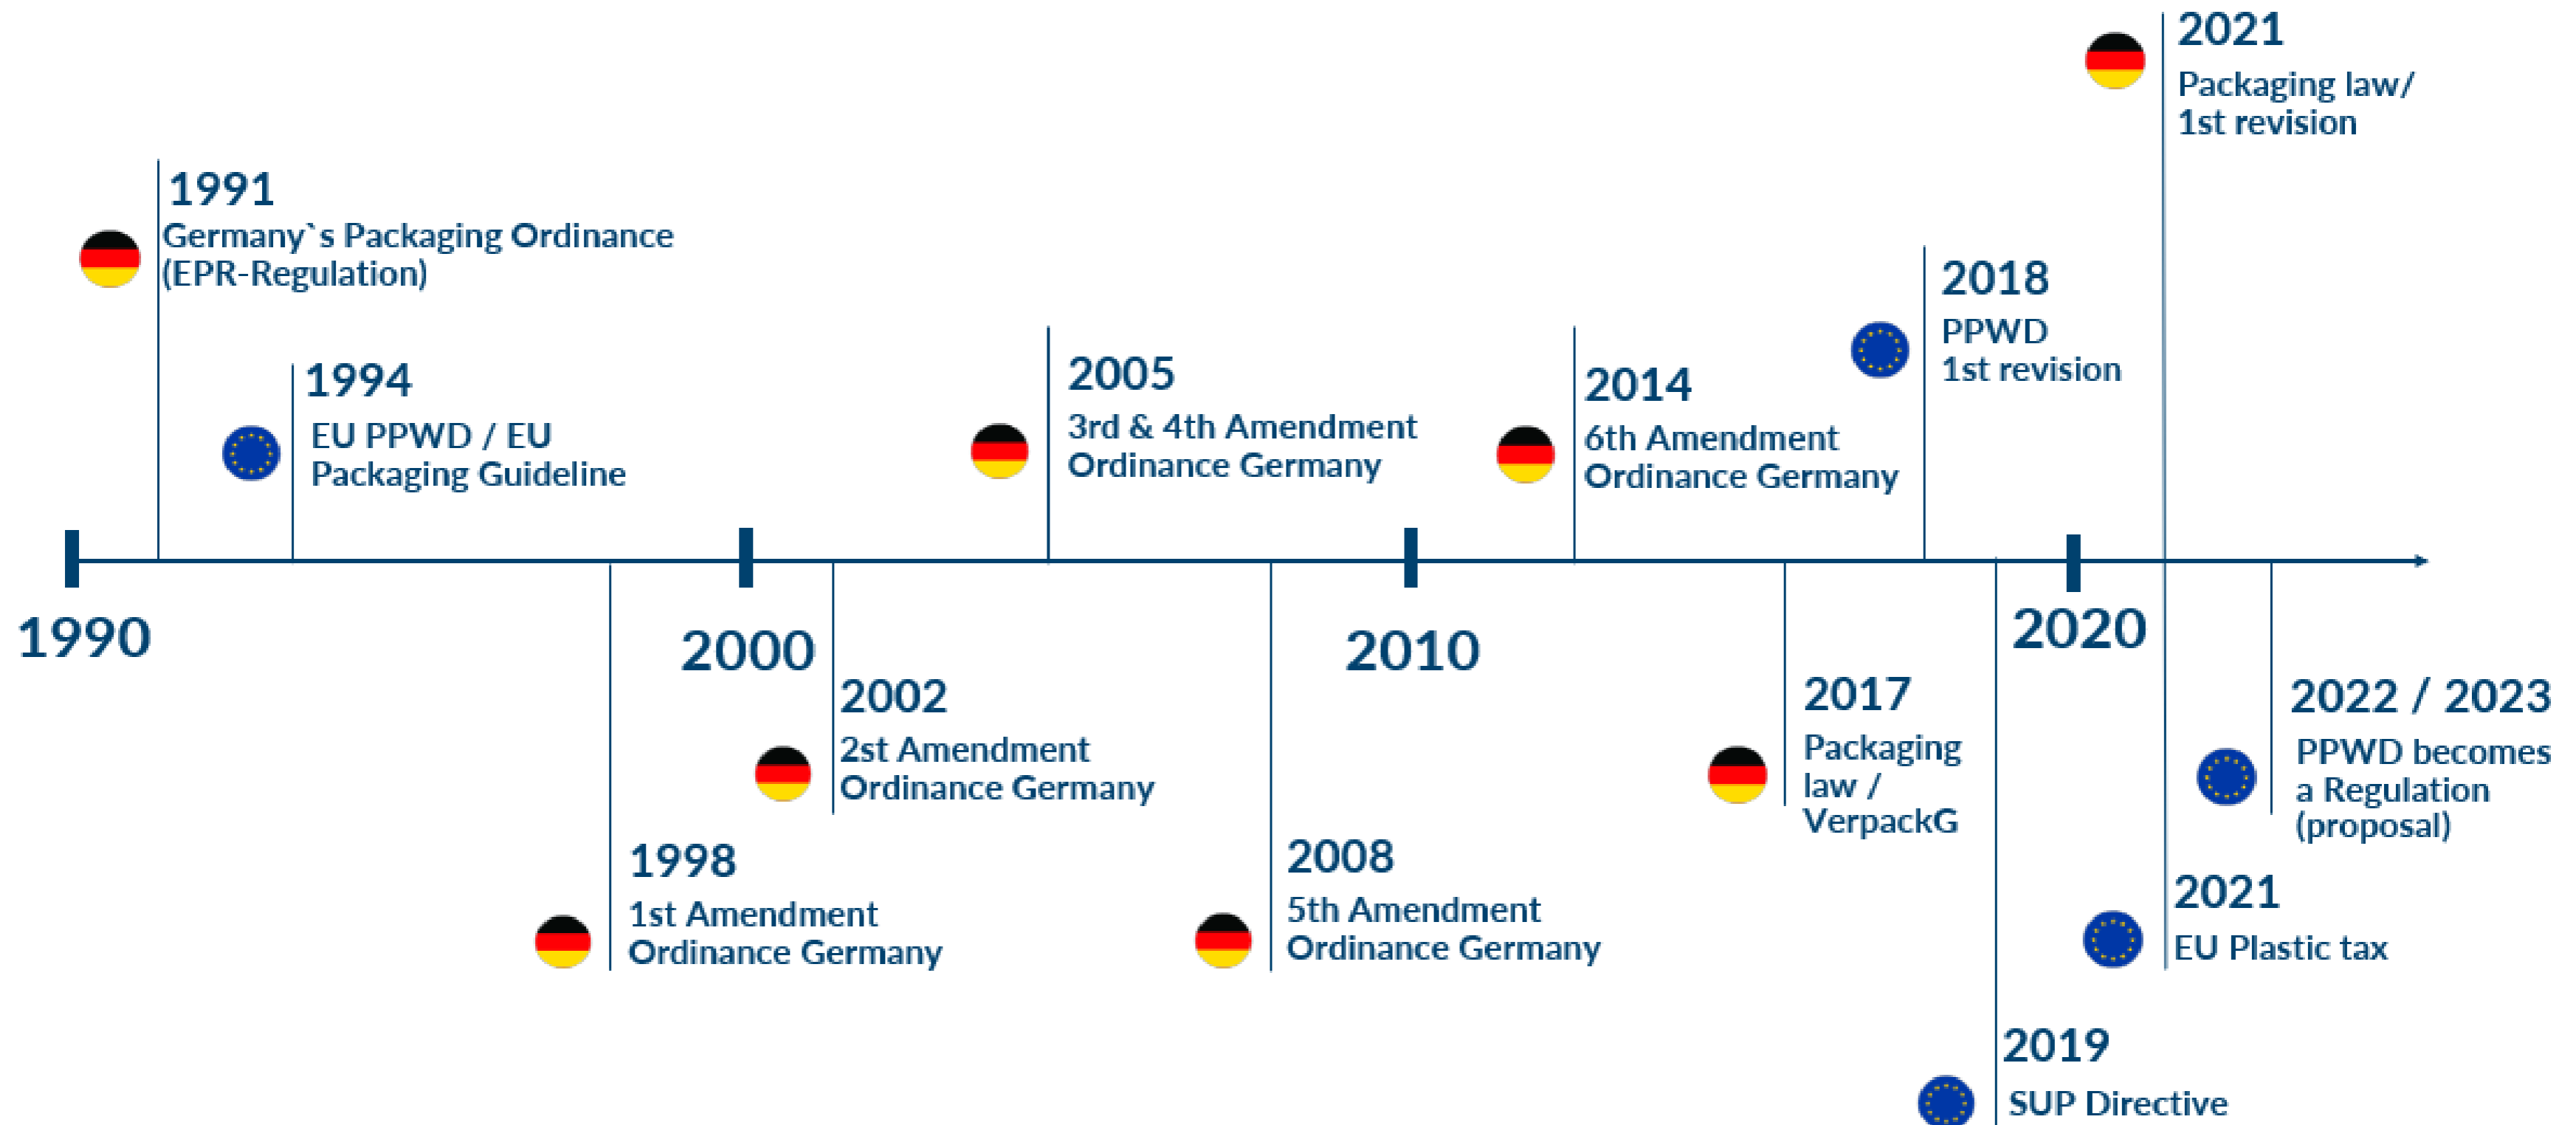 2021
Packaging law/
1st revision
1991
Germany`s Packaging Ordinance
(EPR-Regulation)
1994
EU PPWD / EU
Packaging Guideline
2005
3rd & 4th Amendment
Ordinance Germany
2014
6th Amendment
Ordinance Germany
2018
PPWD
1st revision
1990
2000
2010
2020
1998
1st Amendment
Ordinance Germany
2002
2st Amendment
Ordinance Germany
2008
5th Amendment
Ordinance Germany
2017
Packaging
law /
VerpackG
2019
SUP Directive
2021
EU Plastic tax
2022 / 2023
PPWD becomes
a Regulation
(proposal)